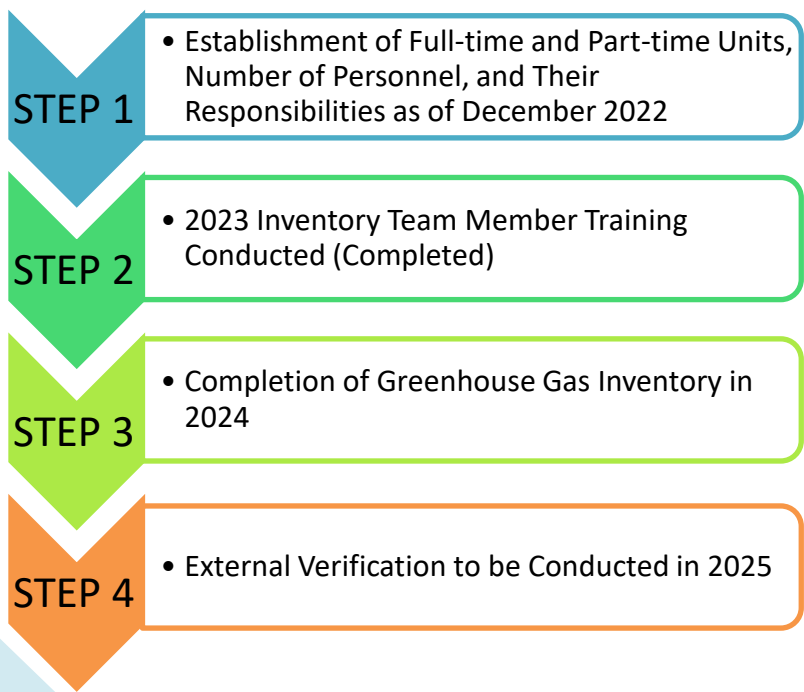 STEP 1
• Establishment of Full-time and Part-time Units,
Number of Personnel, and Their
Responsibilities as of December 2022
STEP 2
• 2023 Inventory Team Member Training
Conducted (Completed)
STEP 3
• Completion of Greenhouse Gas Inventory in
2024
STEP 4
• External Verification to be Conducted in 2025